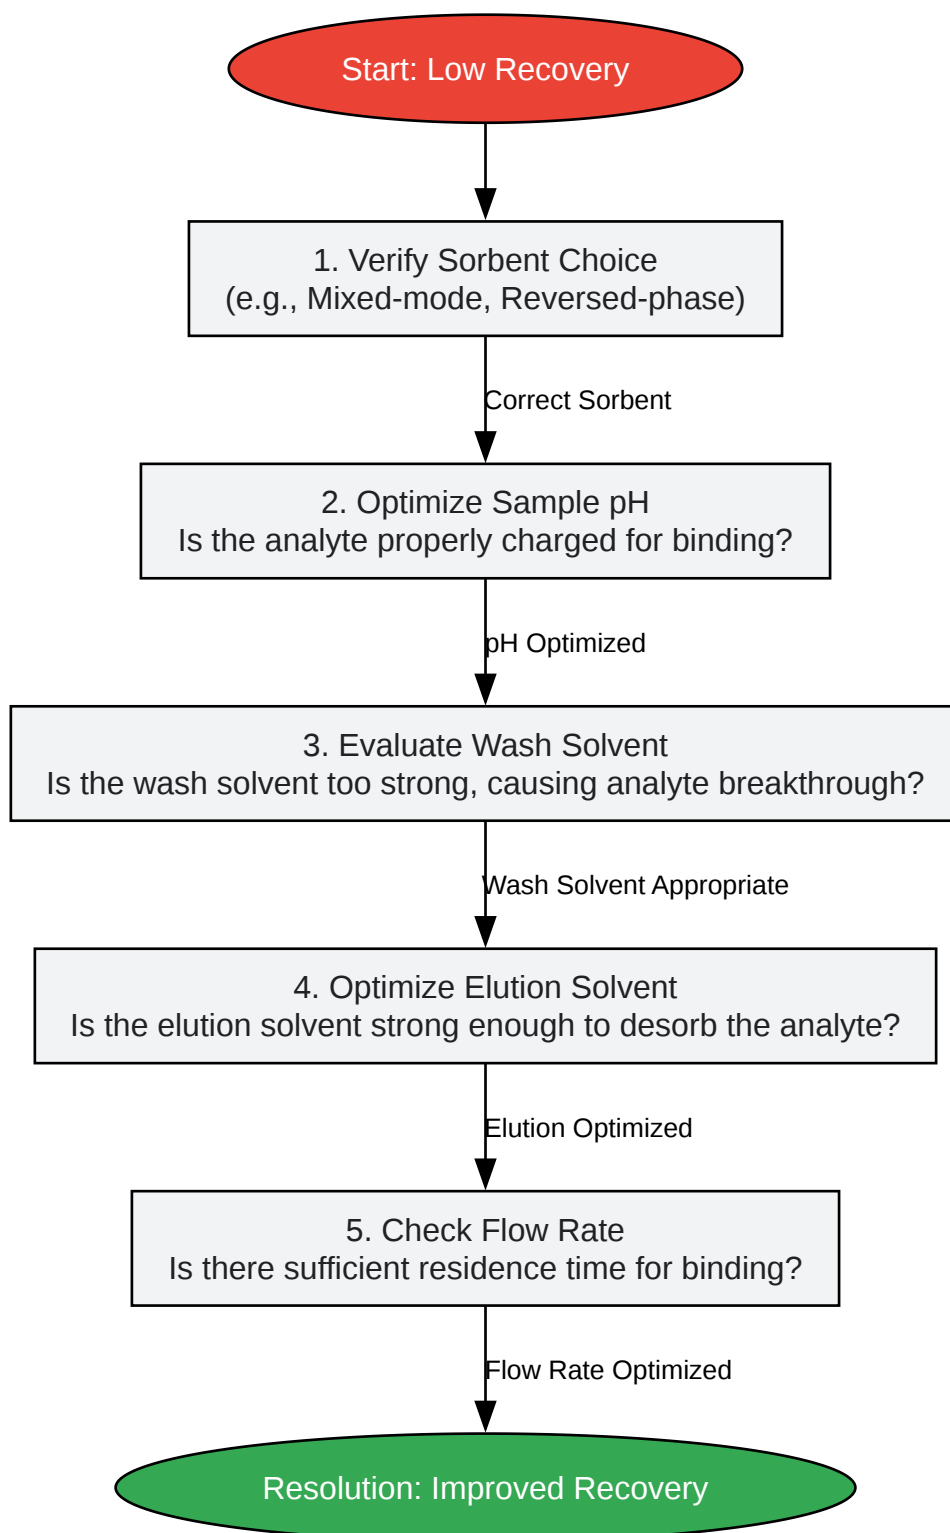 Start: Low Recovery
1. Verify Sorbent Choice
(e.g., Mixed-mode, Reversed-phase)
Correct Sorbent
2. Optimize Sample pH
Is the analyte properly charged for binding?
pH Optimized
3. Evaluate Wash Solvent
Is the wash solvent too strong, causing analyte breakthrough?
Wash Solvent Appropriate
4. Optimize Elution Solvent
Is the elution solvent strong enough to desorb the analyte?
Elution Optimized
5. Check Flow Rate
Is there sufficient residence time for binding?
Flow Rate Optimized
Resolution: Improved Recovery